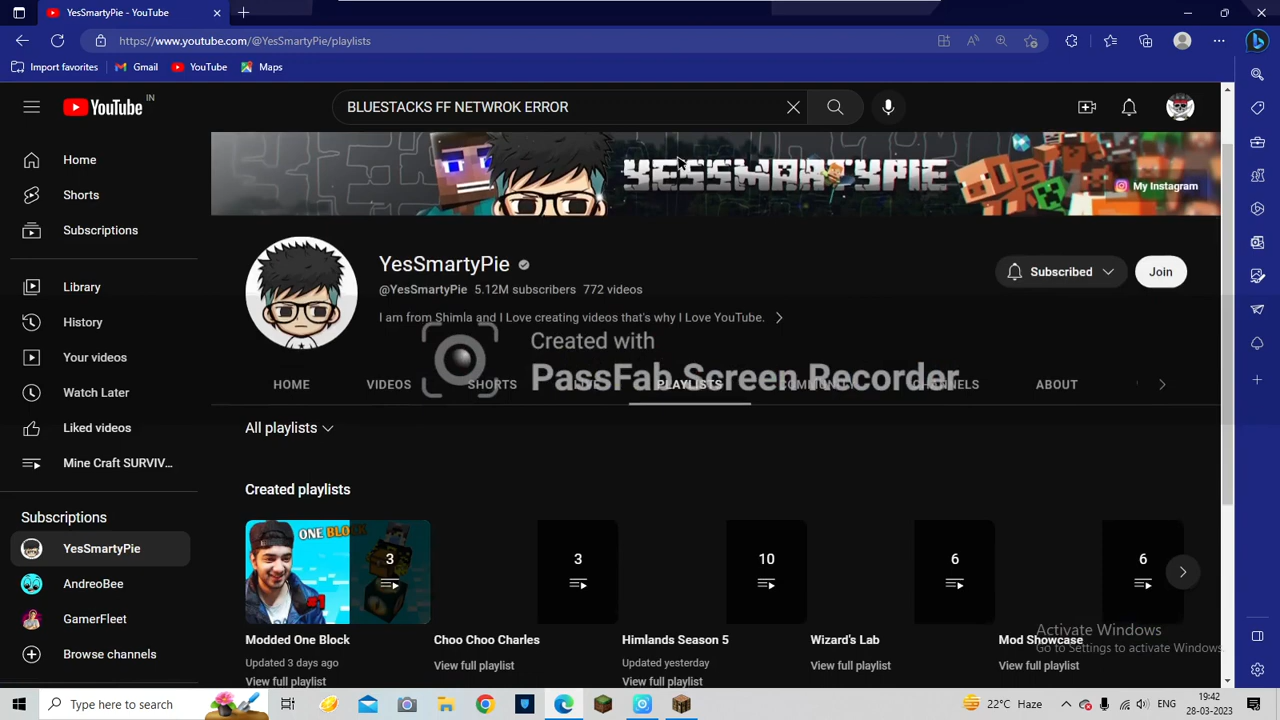 YesSmartyPie - YouTube
https://www.youtube.com/@YesSmartyPie/playlists
Import favorites
Gmail
YouTube
Maps
YouTube IN
BLUESTACKS FF NETWROK ERROR
Home
Shorts
Subscriptions
Library
History
Your videos
Watch Later
Liked videos
Mine Craft SURVIV...
Subscriptions
YesSmartyPie
AndreoBee
GamerFleet
Browse channels
YESSMARTYPIE
My Instagram
YesSmartyPie
@YesSmartyPie 5.12M subscribers 772 videos
I am from Shimla and I Love creating videos that's why I Love YouTube.
Subscribed
Join
Created with
PassFab Screen Recorder
HOME VIDEOS SHORTS LIVE PLAYLISTS COMMUNITY CHANNELS ABOUT
All playlists
Created playlists
ONE BLOCK
#1
3
3
10
6
6
Modded One Block
Updated 3 days ago
View full playlist
Choo Choo Charles
View full playlist
Himlands Season 5
Updated yesterday
View full playlist
Wizard's Lab
View full playlist
Mod Showcase
View full playlist
Activate Windows
Go to Settings to activate Windows.
Type here to search
22°C Haze
ENG
19:42
28-03-2023